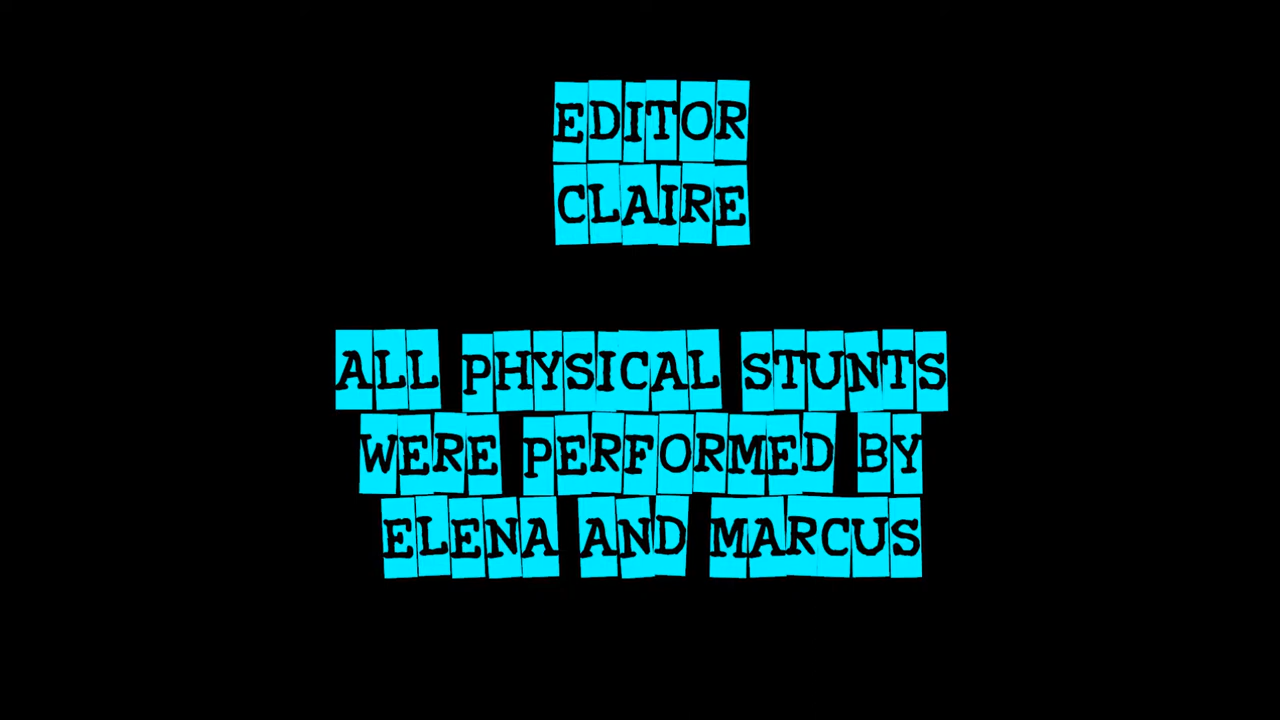 EDITOR
CLAIRE
ALL PHYSICAL STUNTS
WERE PERFORMED BY
ELENA AND MARCUS